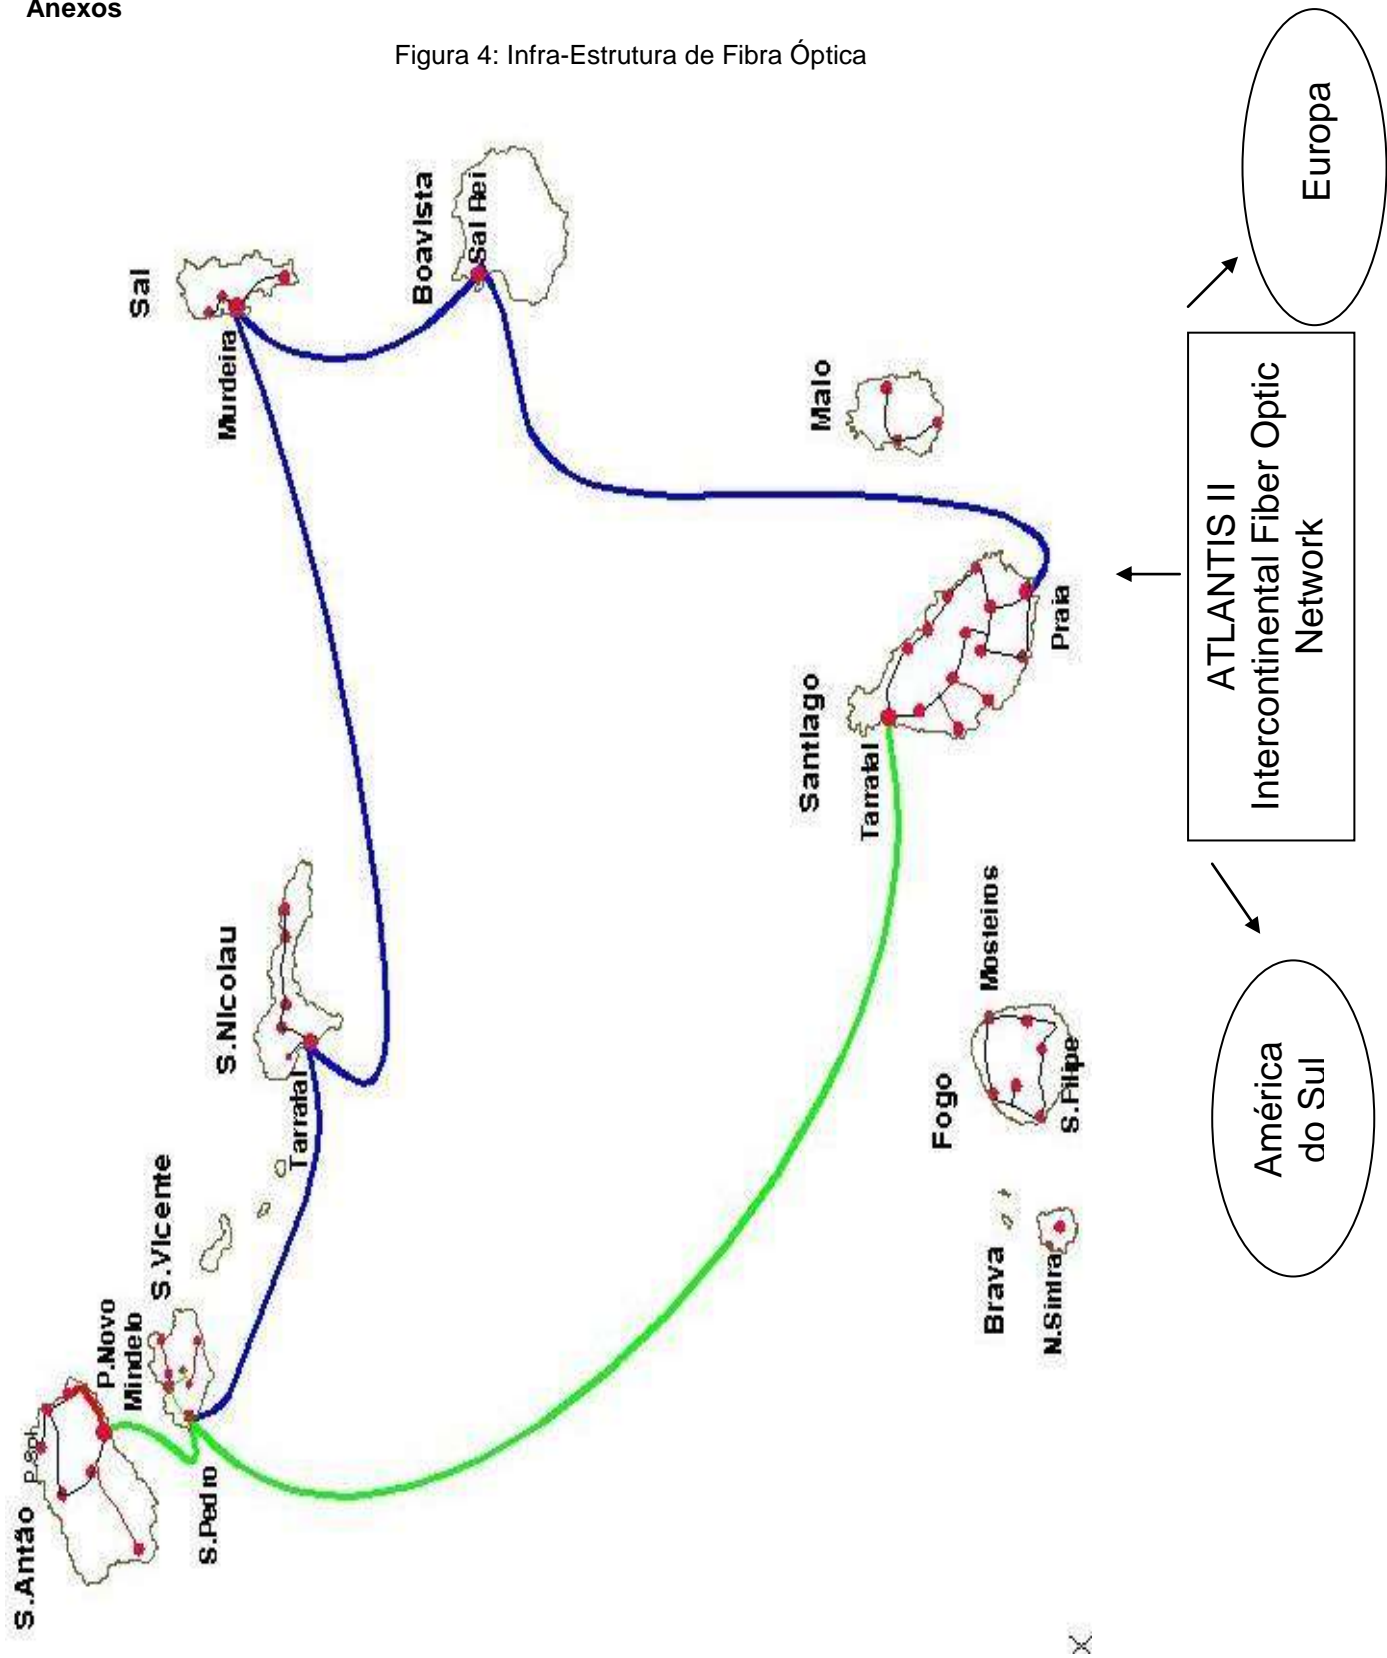 Anexos
Figura 4: Infra-Estrutura de Fibra Óptica
S.Antão
P.Novo
Mindelo
S.Vicente
S.Pedro
S.Nicolau
Tarrafal
Sal
Murdeira
Boavista
Sal Rei
Maio
Santiago
Tarrafal
Praia
Mosteiros
Fogo
S.Filipe
Brava
N.Sintra
ATLANTIS II
Intercontinental Fiber Optic
Network
Europa
América
do Sul
X